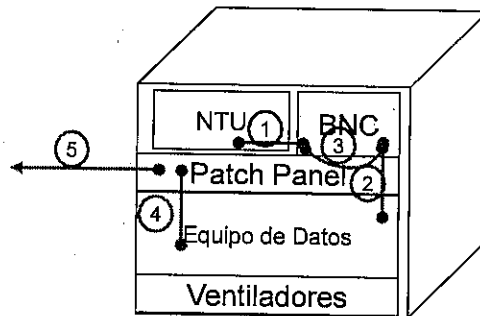 NTU
1
BNC
3
5
Patch Panel
2
4
Equipo de Datos
Ventiladores